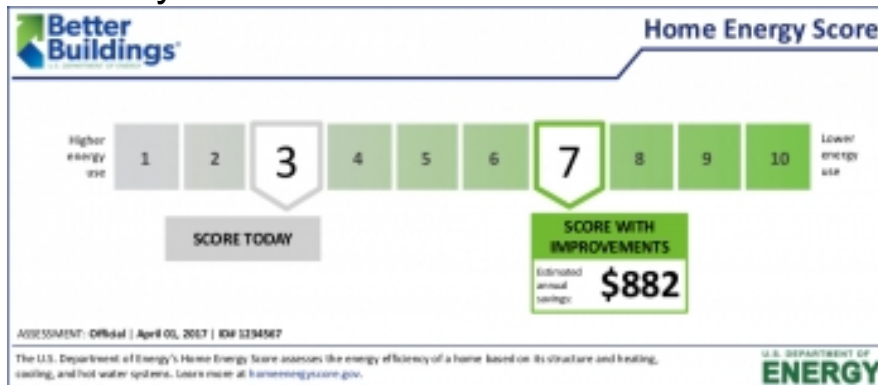 Better
Buildings®
U.S. DEPARTMENT OF ENERGY
Home Energy Score
Higher
energy
use
1 2 3 4 5 6 7 8 9 10
Lower
energy
use
SCORE TODAY
SCORE WITH
IMPROVEMENTS
Estimated
annual
savings:
$882
ASSESSMENT: Official | April 01, 2017 | ID# 1234567
The U.S. Department of Energy's Home Energy Score assesses the energy efficiency of a home based on its structure and heating,
cooling, and hot water systems. Learn more at homeenergyscore.gov.
U.S. DEPARTMENT OF
ENERGY